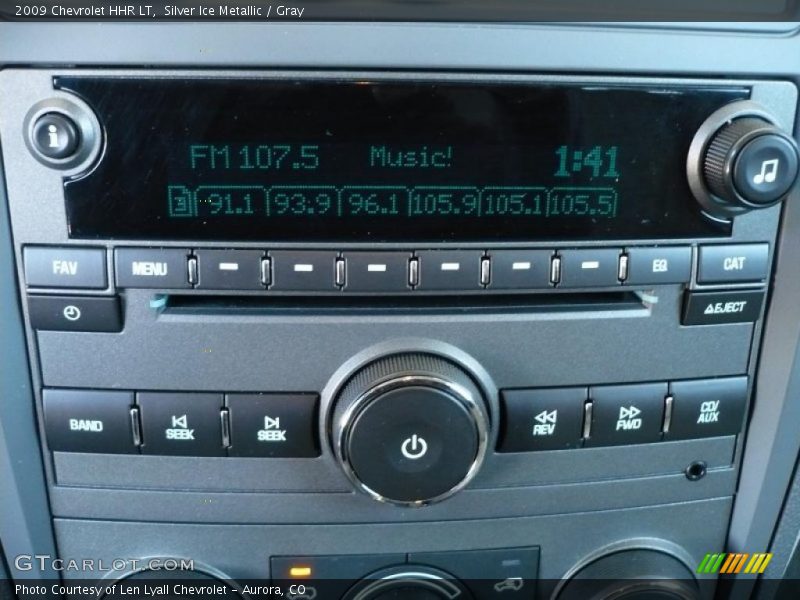 2009 Chevrolet HHR LT,  Silver Ice Metallic / Gray
i
FM 107.5 Music! 1:41
3 91.1 93.9 96.1 105.9 105.1 105.5
FAV MENU EQ CAT
EJECT
BAND SEEK SEEK REV FWD CD/AUX
GTCARLOT.COM
Photo Courtesy of Len Lyall Chevrolet - Aurora, CO